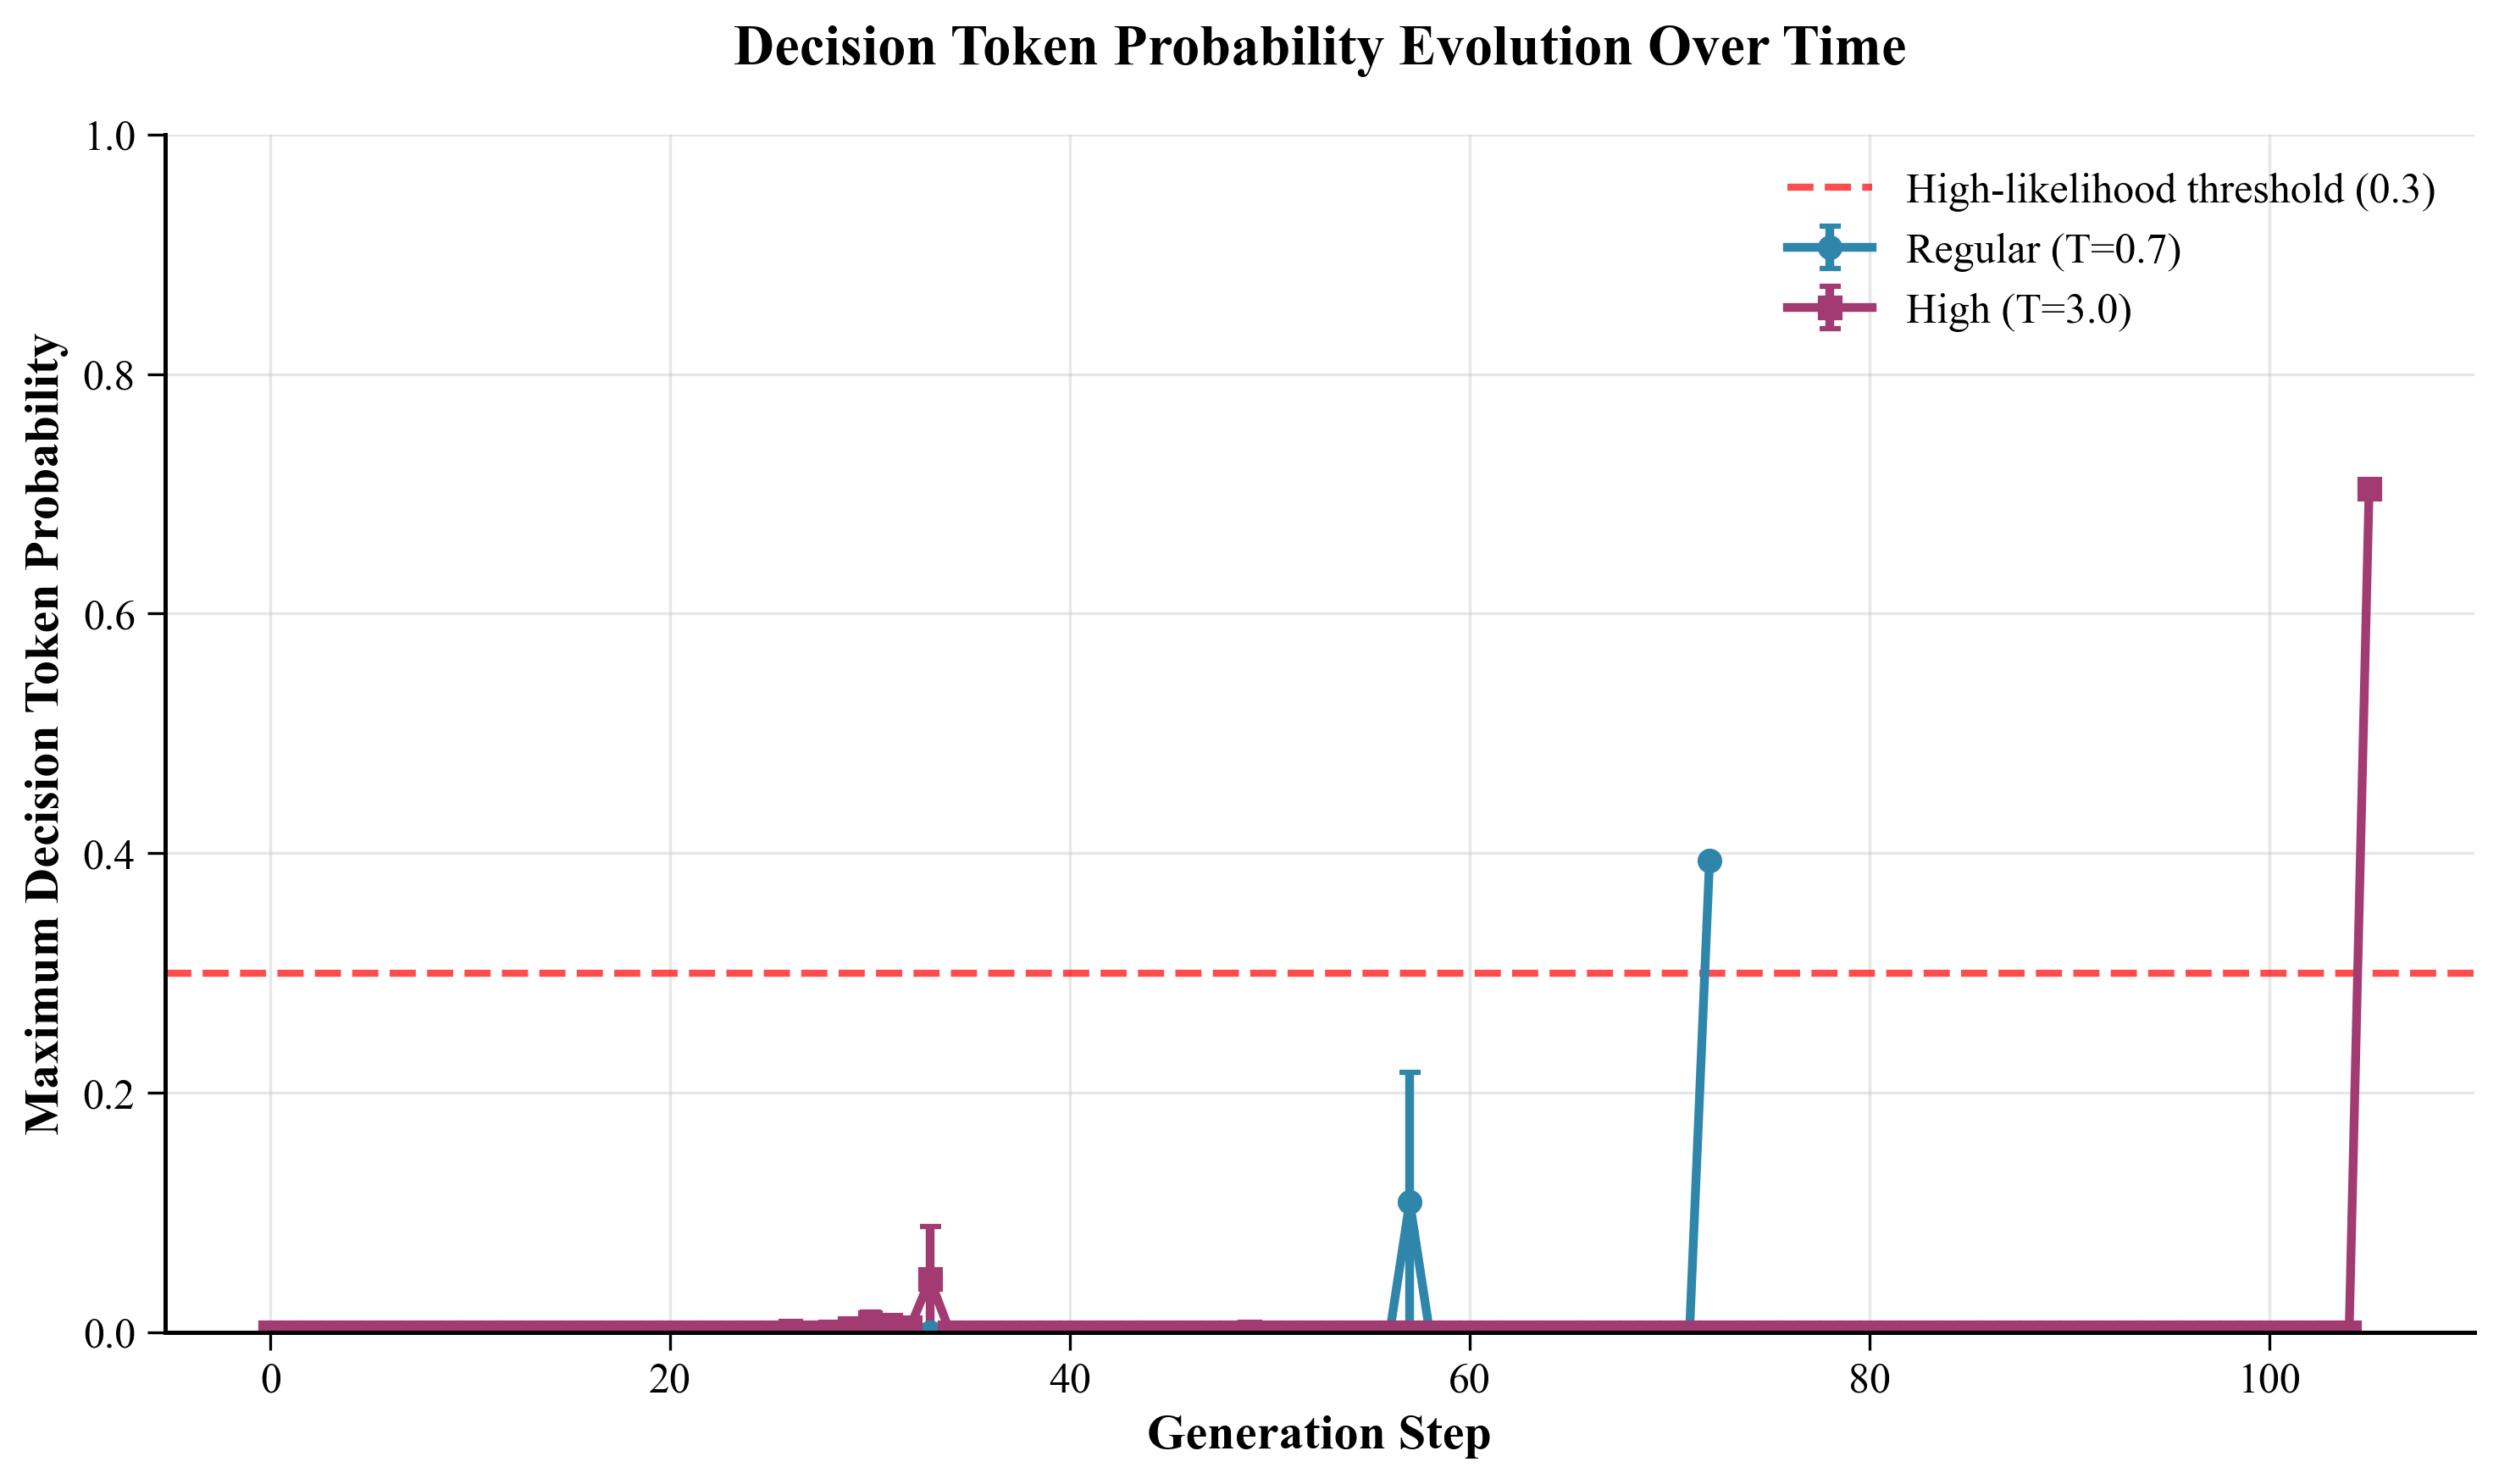 Decision Token Probability Evolution Over Time
1.0
0.8
0.6
0.4
0.2
0.0
Maximum Decision Token Probability
High-likelihood threshold (0.3)
Regular (T=0.7)
High (T=3.0)
0 20 40 60 80 100
Generation Step